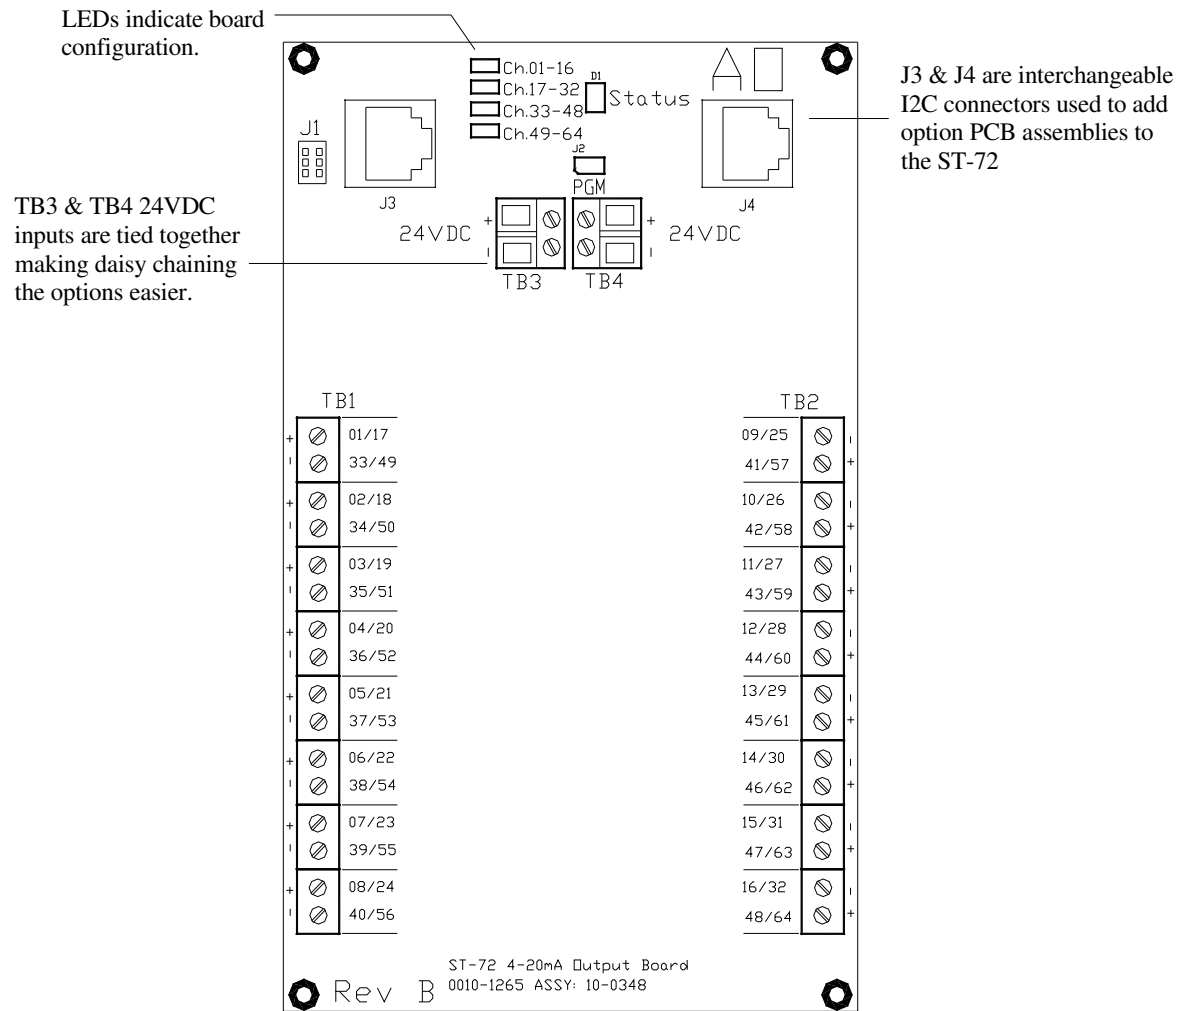 LEDs indicate board
configuration.
Ch.01-16
Ch.17-32
Ch.33-48
Ch.49-64
D1
Status
J1
J3
J2
PGM
J4
J3 & J4 are interchangeable
I2C connectors used to add
option PCB assemblies to
the ST-72
TB3 & TB4 24VDC
inputs are tied together
making daisy chaining
the options easier.
+ 24VDC -
+ 24VDC -
TB3 TB4
TB1
+ 01/17
- 33/49
+ 02/18
- 34/50
+ 03/19
- 35/51
+ 04/20
- 36/52
+ 05/21
- 37/53
+ 06/22
- 38/54
+ 07/23
- 39/55
+ 08/24
- 40/56
TB2
09/25 -
41/57 +
10/26 -
42/58 +
11/27 -
43/59 +
12/28 -
44/60 +
13/29 -
45/61 +
14/30 -
46/62 +
15/31 -
47/63 +
16/32 -
48/64 +
ST-72 4-20mA Output Board
0010-1265 ASSY: 10-0348
Rev B